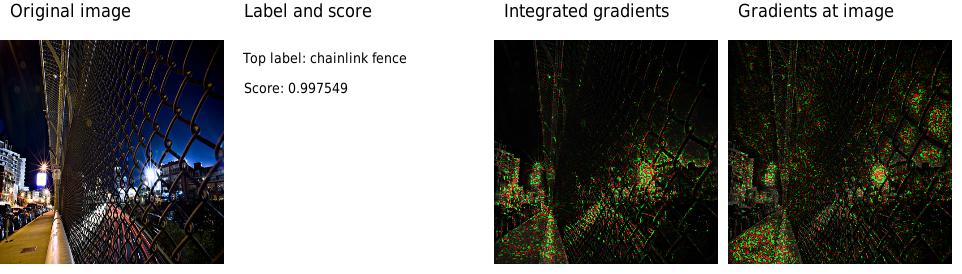 Original image
Label and score
Integrated gradients
Gradients at image
Top label: chainlink fence
Score: 0.997549